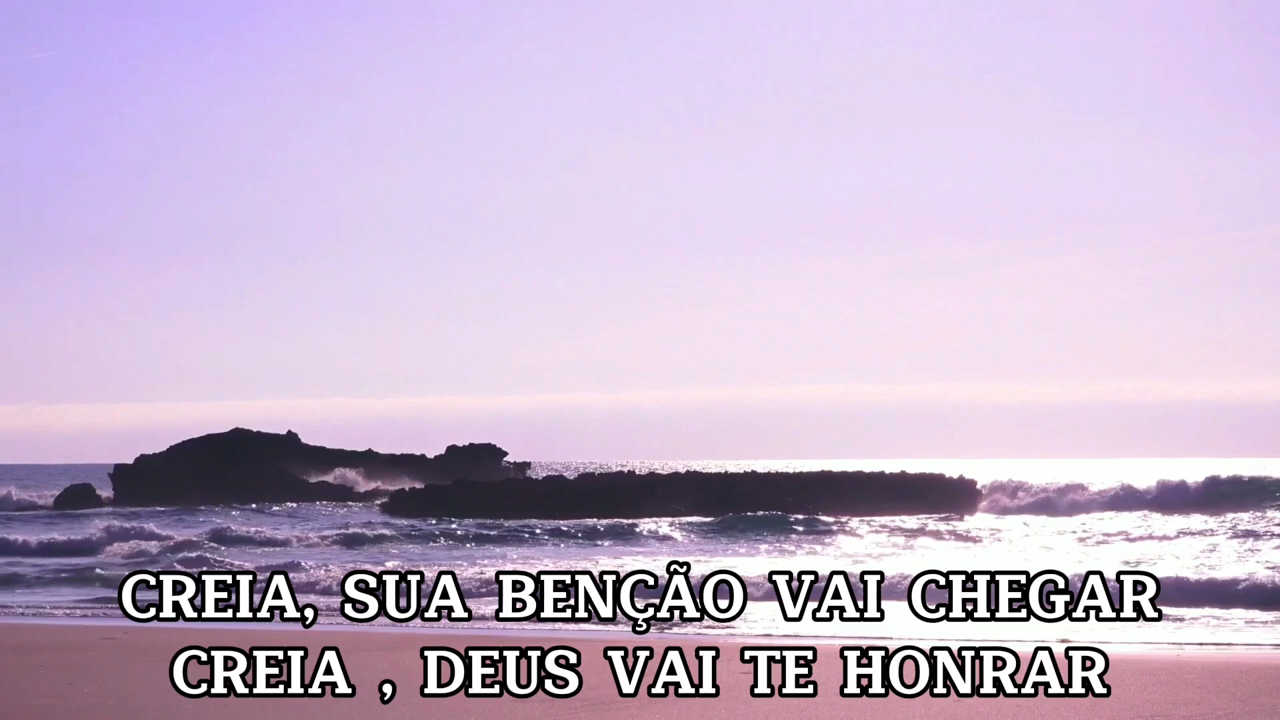 CREIA, SUA BENÇÃO VAI CHEGAR
CREIA , DEUS VAI TE HONRAR